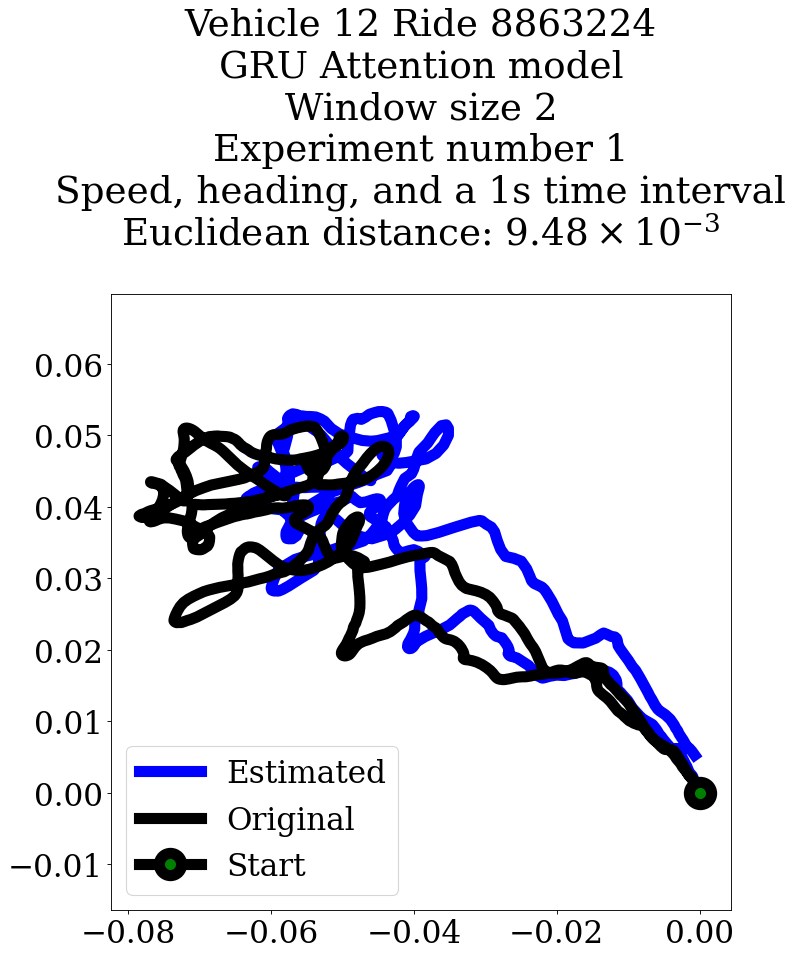 Vehicle 12 Ride 8863224
GRU Attention model
Window size 2
Experiment number 1
Speed, heading, and a 1s time interval
Euclidean distance: 9.48 × 10⁻³
0.06
0.05
0.04
0.03
0.02
0.01
0.00
−0.01
Estimated
Original
Start
−0.08 −0.06 −0.04 −0.02 0.00